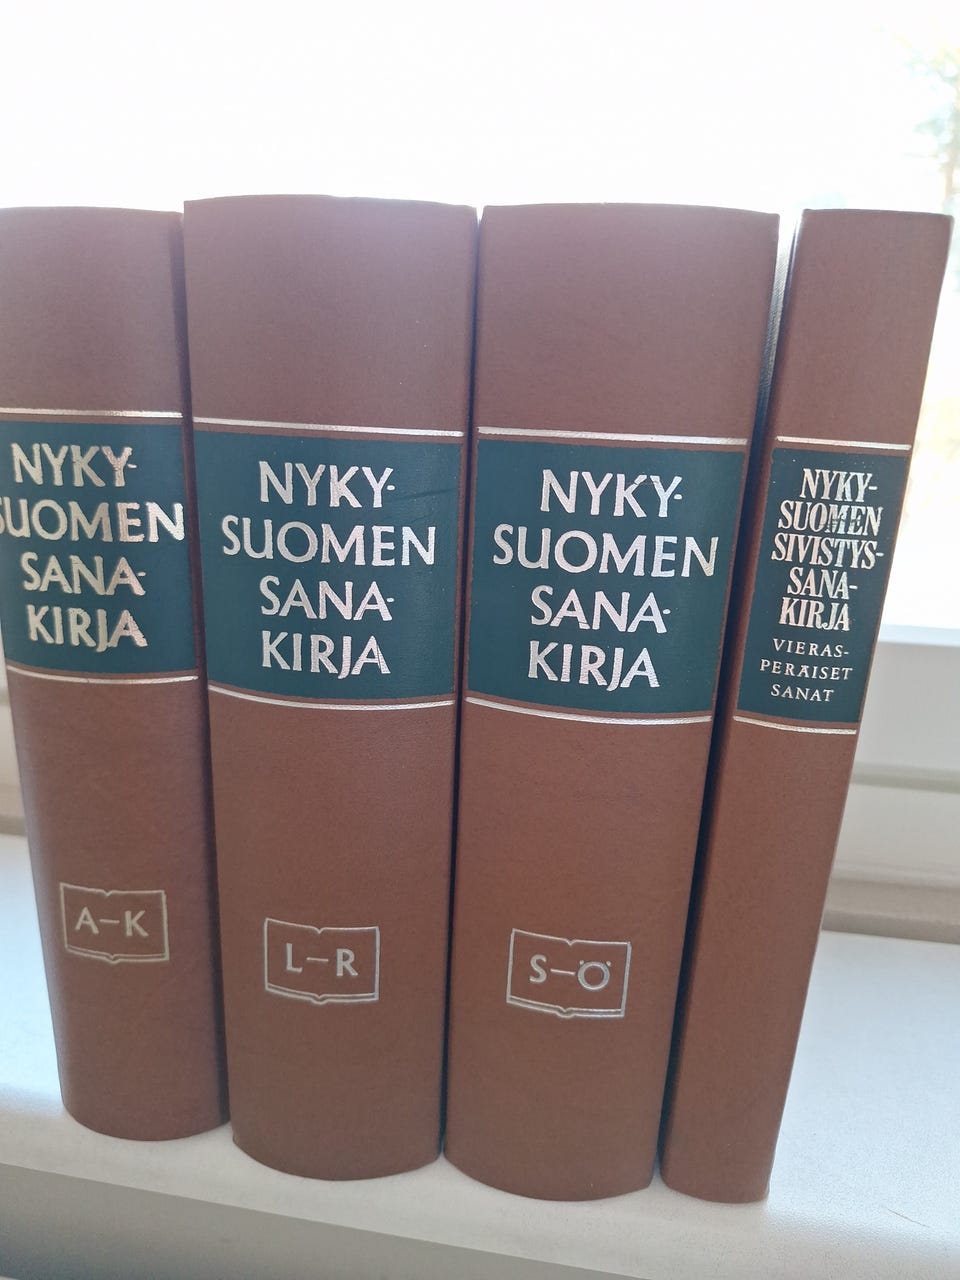 NYKY-
SUOMEN
SANA-
KIRJA
A–K
NYKY-
SUOMEN
SANA-
KIRJA
L–R
NYKY-
SUOMEN
SANA-
KIRJA
S–Ö
NYKY-
SUOMEN
SIVISTYS-
SANA-
KIRJA
VIERAS-
PERÄISET
SANAT